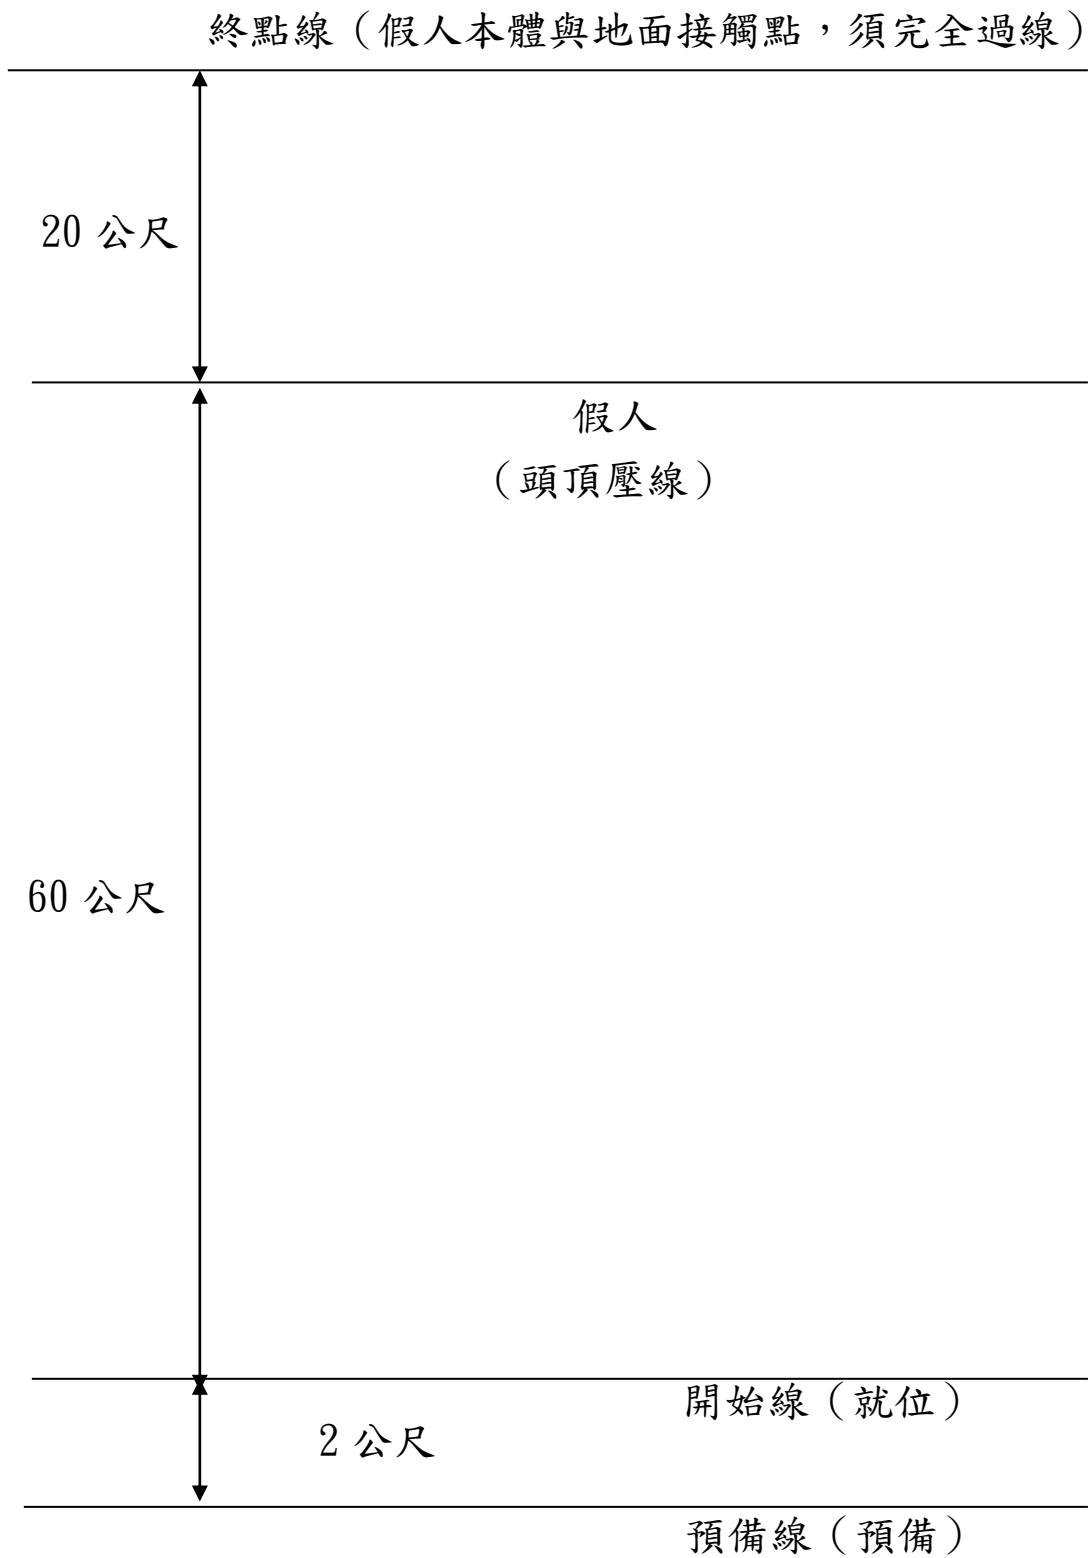 終點線（假人本體與地面接觸點，須完全過線）
20 公尺
假人
（頭頂壓線）
60 公尺
開始線（就位）
2 公尺
預備線（預備）